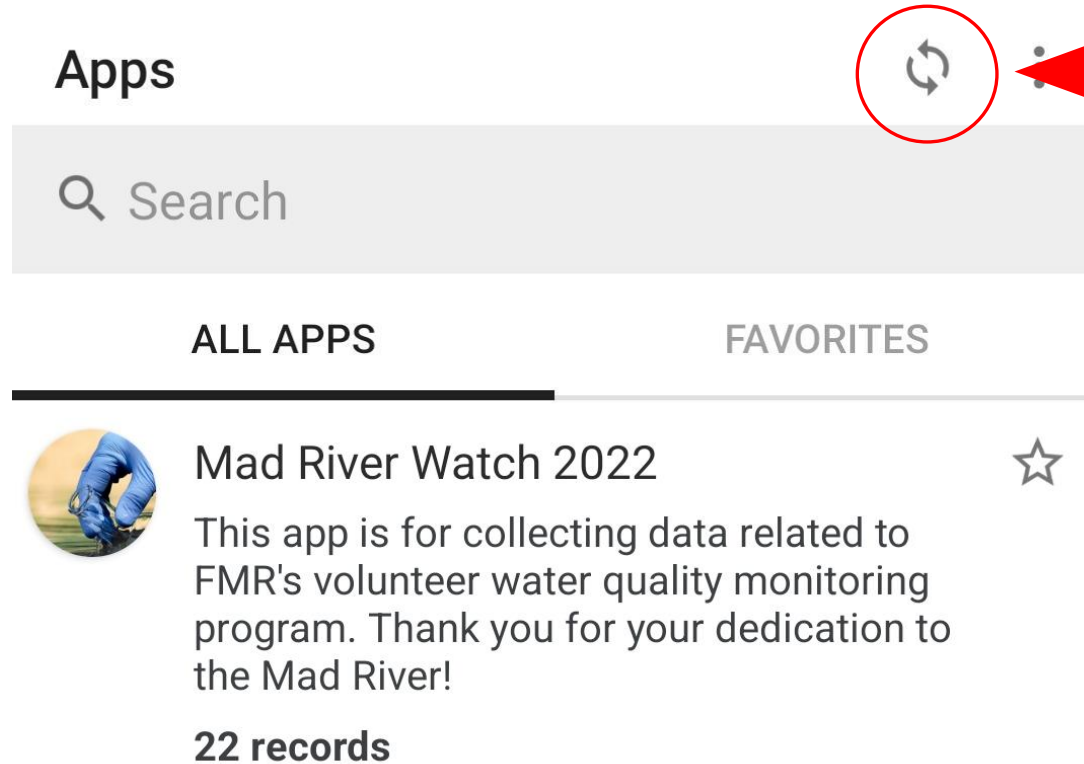 Apps
Search
ALL APPS
FAVORITES
Mad River Watch 2022
This app is for collecting data related to
FMR's volunteer water quality monitoring
program. Thank you for your dedication to
the Mad River!
22 records